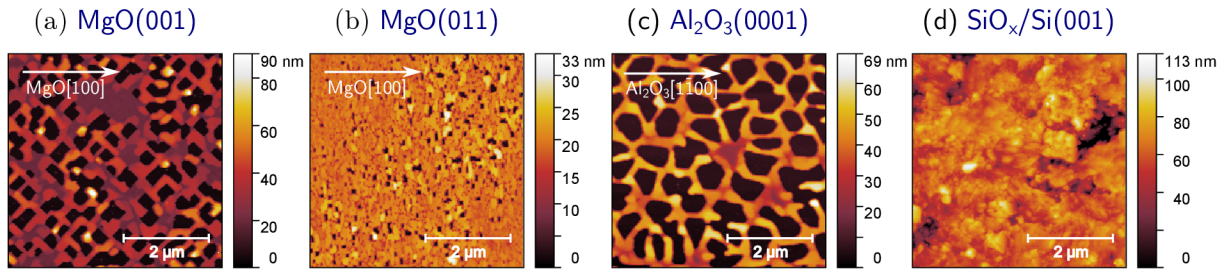 (a) MgO(001)
MgO[100]
2 µm
90 nm
80
60
40
20
0
(b) MgO(011)
MgO[100]
2 µm
33 nm
30
25
20
15
10
5
0
(c) Al₂O₃(0001)
Al₂O₃[11̄00]
2 µm
69 nm
60
50
40
30
20
10
0
(d) SiOₓ/Si(001)
2 µm
113 nm
100
80
60
40
0